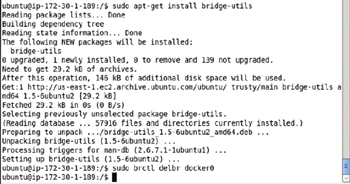 ubuntu@ip-172-30-1-189:/$ sudo apt-get install bridge-utils
Reading package lists... Done
Building dependency tree
Reading state information... Done
The following NEW packages will be installed:
  bridge-utils
0 upgraded, 1 newly installed, 0 to remove and 139 not upgraded.
Need to get 29.2 kB of archives.
After this operation, 146 kB of additional disk space will be used.
Get:1 http://us-east-1.ec2.archive.ubuntu.com/ubuntu/ trusty/main bridge-utils a
md64 1.5-6ubuntu2 [29.2 kB]
Fetched 29.2 kB in 0s (0 B/s)
Selecting previously unselected package bridge-utils.
(Reading database ... 57916 files and directories currently installed.)
Preparing to unpack .../bridge-utils_1.5-6ubuntu2_amd64.deb ...
Unpacking bridge-utils (1.5-6ubuntu2) ...
Processing triggers for man-db (2.6.7.1-1ubuntu1) ...
Setting up bridge-utils (1.5-6ubuntu2) ...
ubuntu@ip-172-30-1-189:/$ sudo brctl delbr docker0
ubuntu@ip-172-30-1-189:/$